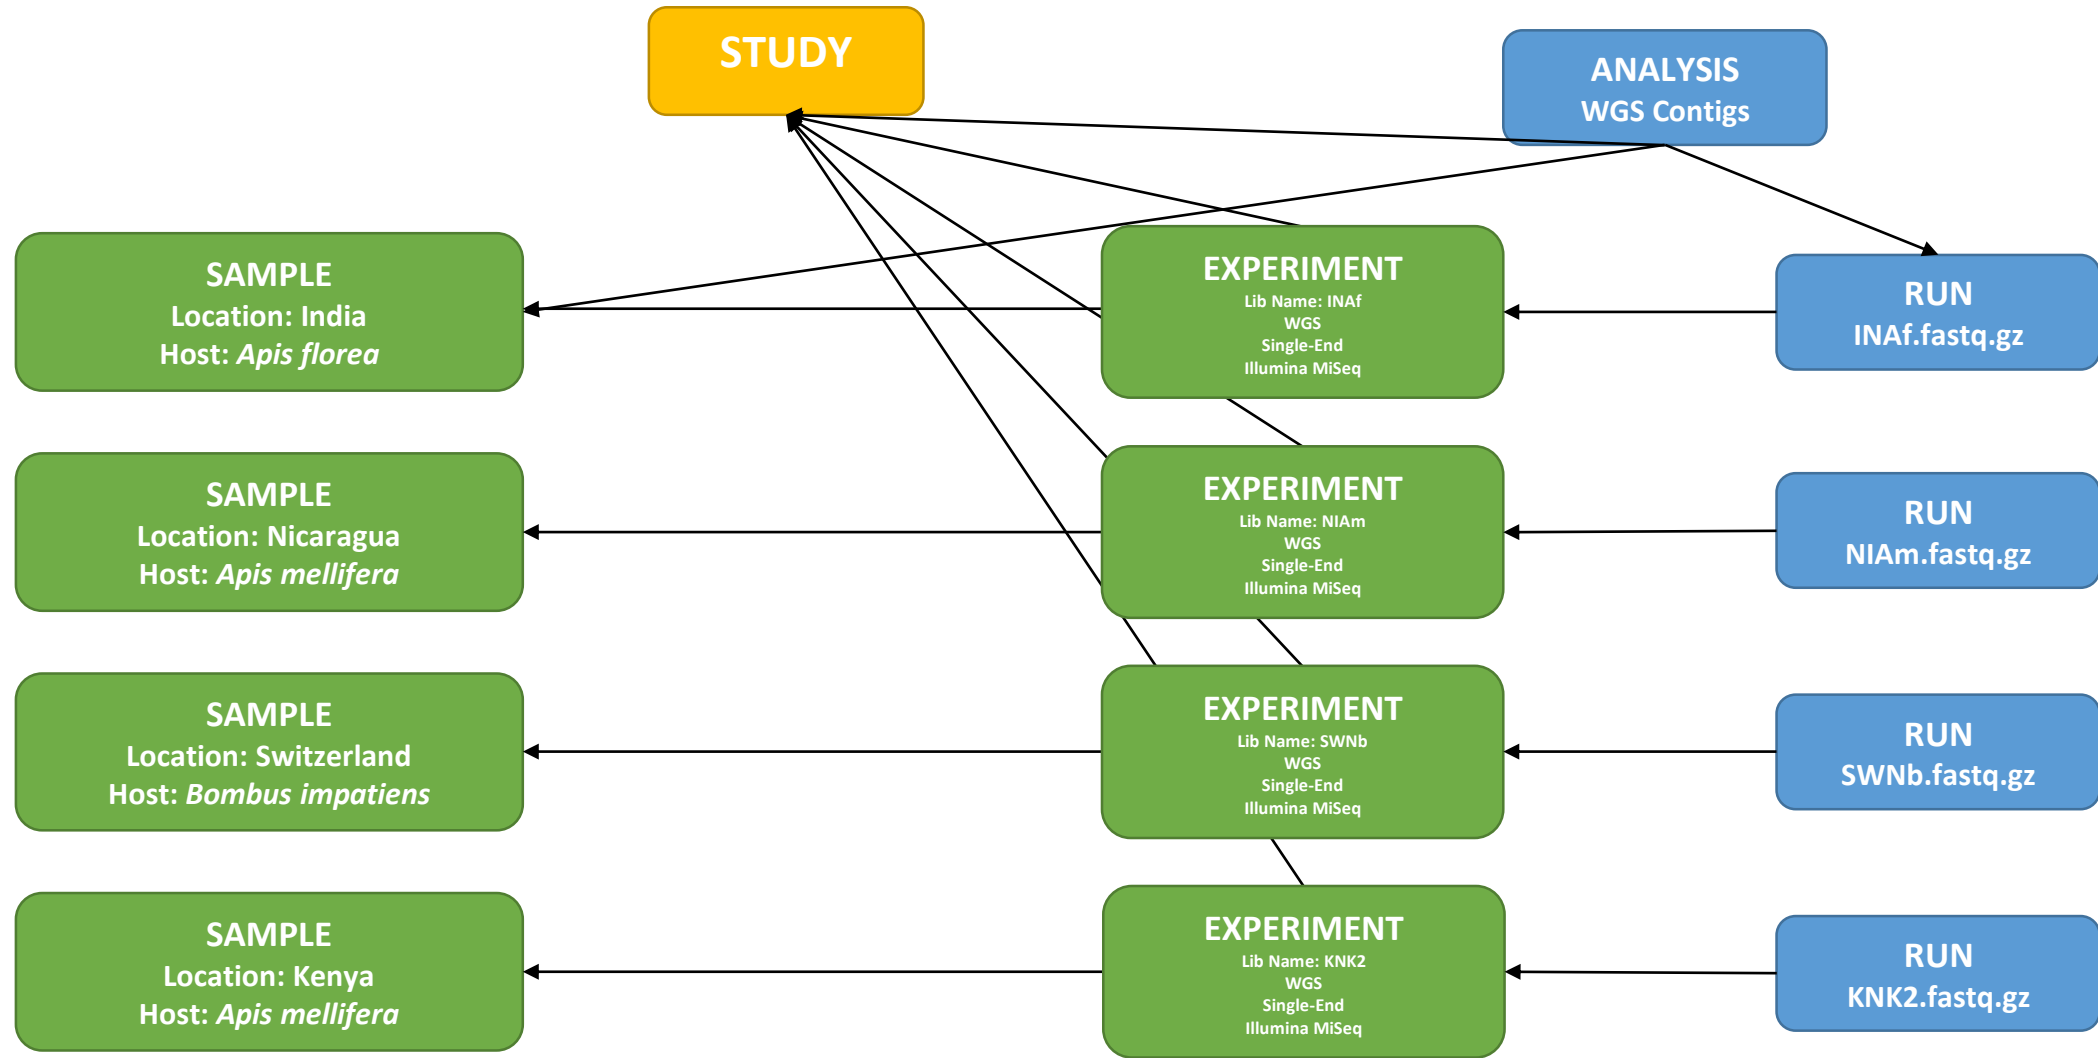 STUDY
ANALYSIS
WGS Contigs
SAMPLE
Location: India
Host: Apis florea
EXPERIMENT
Lib Name: INAf
WGS
Single-End
Illumina MiSeq
RUN
INAf.fastq.gz
SAMPLE
Location: Nicaragua
Host: Apis mellifera
EXPERIMENT
Lib Name: NIAm
WGS
Single-End
Illumina MiSeq
RUN
NIAm.fastq.gz
SAMPLE
Location: Switzerland
Host: Bombus impatiens
EXPERIMENT
Lib Name: SWNb
WGS
Single-End
Illumina MiSeq
RUN
SWNb.fastq.gz
SAMPLE
Location: Kenya
Host: Apis mellifera
EXPERIMENT
Lib Name: KNK2
WGS
Single-End
Illumina MiSeq
RUN
KNK2.fastq.gz